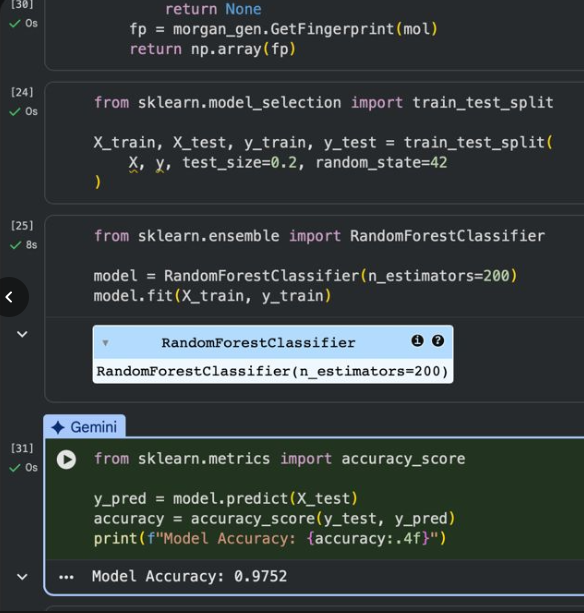 [30]
0s
return None
fp = morgan_gen.GetFingerprint(mol)
return np.array(fp)
[24]
0s
from sklearn.model_selection import train_test_split
X_train, X_test, y_train, y_test = train_test_split(
X, y, test_size=0.2, random_state=42
)
[25]
8s
from sklearn.ensemble import RandomForestClassifier
model = RandomForestClassifier(n_estimators=200)
model.fit(X_train, y_train)
RandomForestClassifier
RandomForestClassifier(n_estimators=200)
Gemini
[31]
0s
from sklearn.metrics import accuracy_score
y_pred = model.predict(X_test)
accuracy = accuracy_score(y_test, y_pred)
print(f"Model Accuracy: {accuracy:.4f}")
Model Accuracy: 0.9752